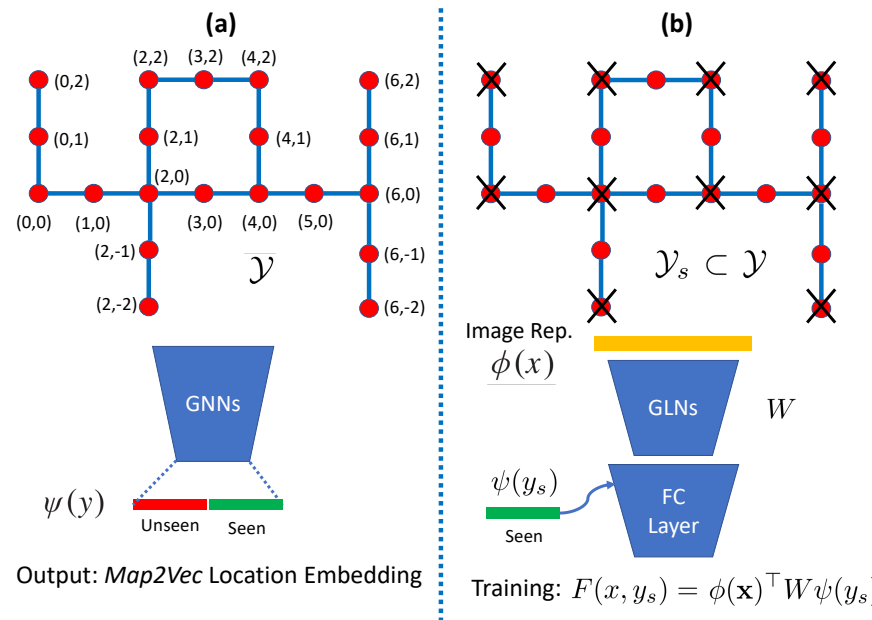 (a)
(2,2) (3,2) (4,2)
(0,2) (6,2)
(0,1) (2,1) (4,1) (6,1)
(2,0) (6,0)
(0,0) (1,0) (3,0) (4,0) (5,0)
(2,-1) (6,-1)
𝒴
(2,-2) (6,-2)
GNNs
ψ(y)
Unseen Seen
Output: Map2Vec Location Embedding
(b)
𝒴ₛ ⊂ 𝒴
Image Rep.
ϕ(x)
GLNs W
ψ(yₛ)
Seen
FC
Layer
Training: F(x, yₛ) = ϕ(𝐱)⊤Wψ(yₛ)